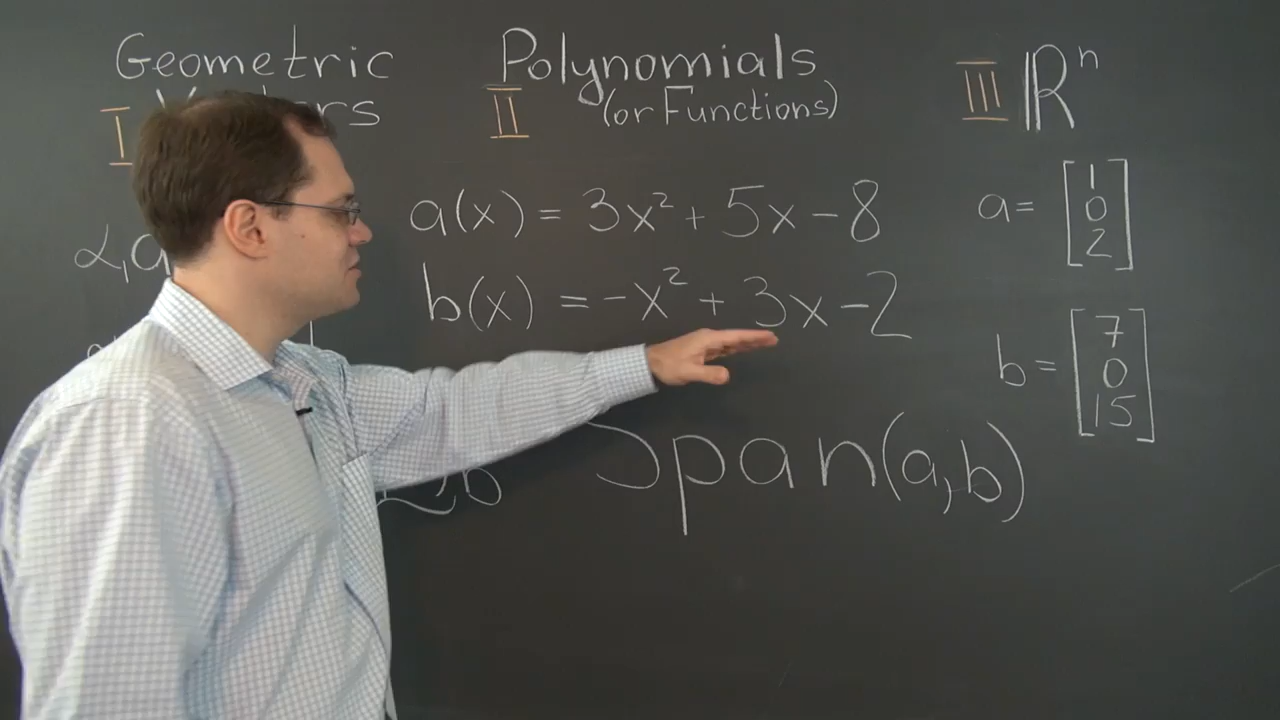 Geometric
I
Polynomials
II (or Functions)
III ℝⁿ
α, a
a(x) = 3x² + 5x - 8
b(x) = -x² + 3x - 2
Span(a,b)
a= [1 0 2]
b= [7 0 15]